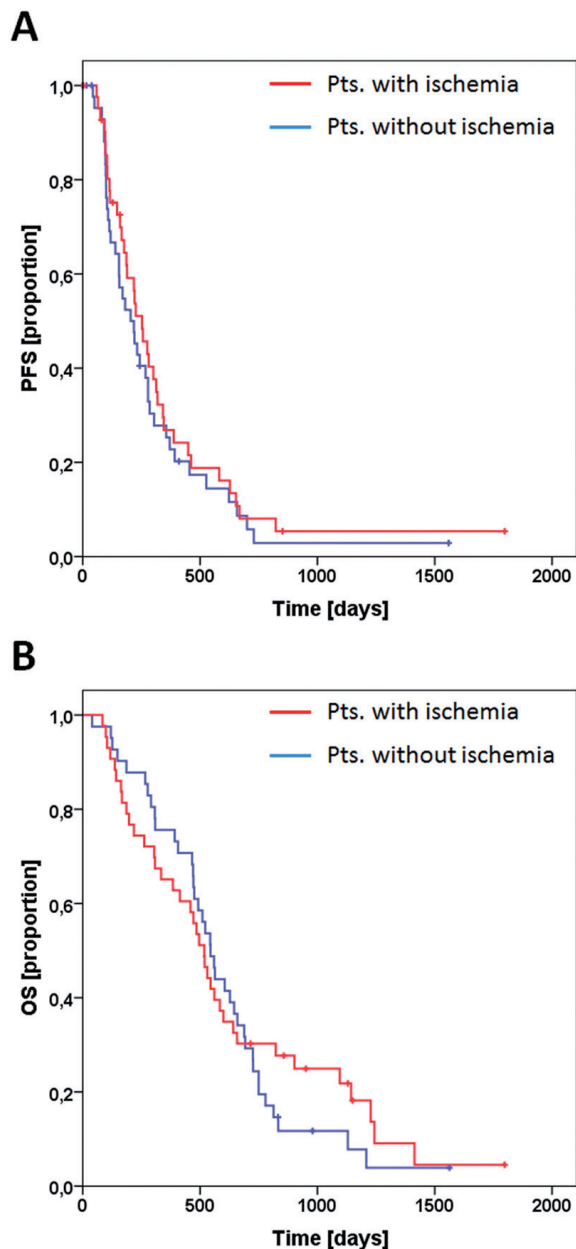 A
1,0
0,8
0,6
0,4
0,2
0,0
PFS [proportion]
Pts. with ischemia
Pts. without ischemia
0 500 1000 1500 2000
Time [days]
B
1,0
0,8
0,6
0,4
0,2
0,0
OS [proportion]
Pts. with ischemia
Pts. without ischemia
0 500 1000 1500 2000
Time [days]